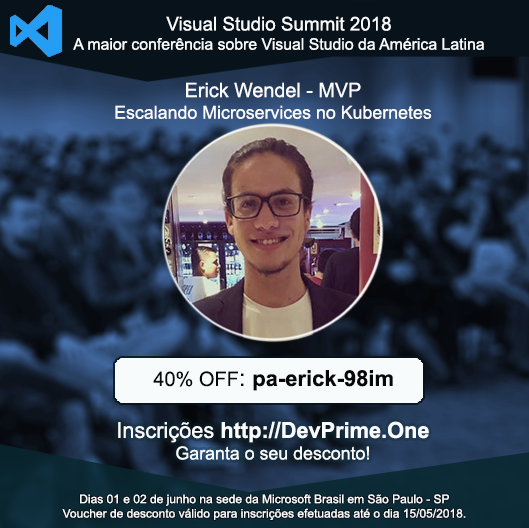 Visual Studio Summit 2018
A maior conferência sobre Visual Studio da América Latina
Erick Wendel - MVP
Escalando Microservices no Kubernetes
40% OFF: pa-erick-98im
Inscrições http://DevPrime.One
Garanta o seu desconto!
Dias 01 e 02 de junho na sede da Microsoft Brasil em São Paulo - SP
Voucher de desconto válido para inscrições efetuadas até o dia 15/05/2018.